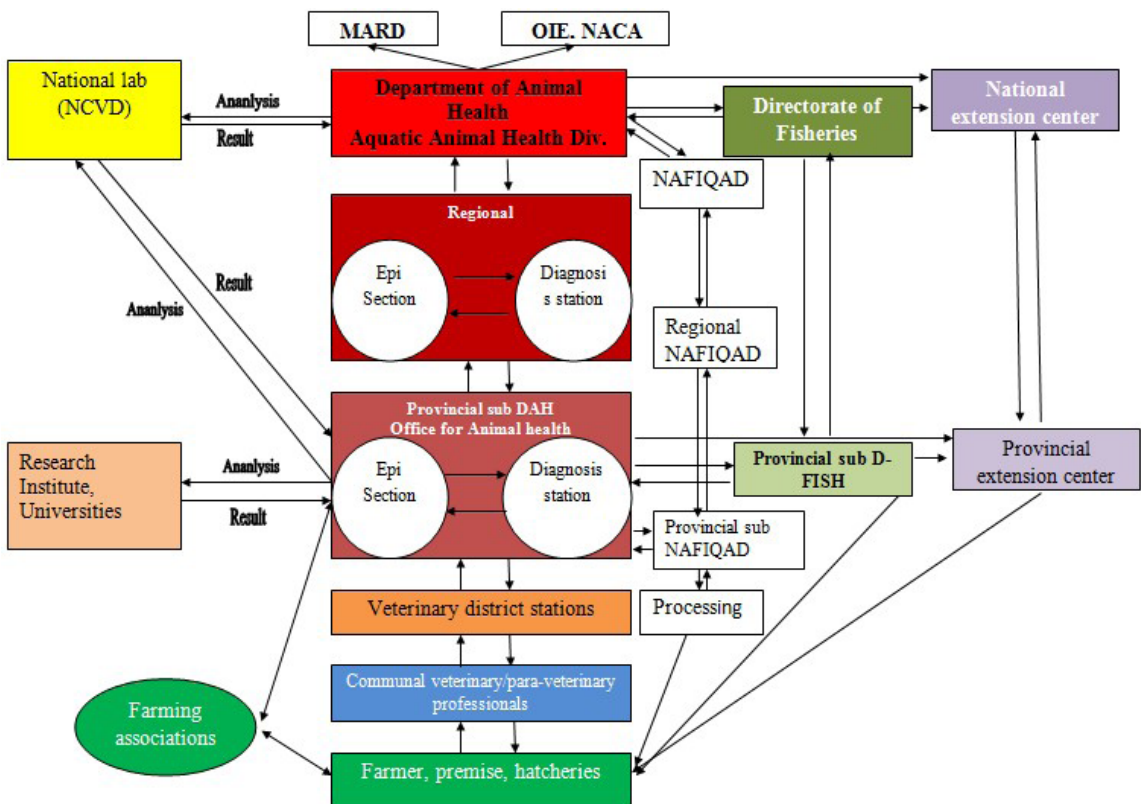 MARD
OIE. NACA
National lab
(NCVD)
Ananlysis
Result
Department of Animal
Health
Aquatic Animal Health Div.
Directorate of
Fisheries
National
extension center
NAFIQAD
Regional
Epi
Section
Diagnosi
s station
Result
Ananlysis
Regional
NAFIQAD
Provincial sub DAH
Office for Animal health
Epi
Section
Diagnosis
station
Research
Institute,
Universities
Ananlysis
Result
Provincial sub D-
FISH
Provincial
extension center
Provincial sub
NAFIQAD
Veterinary district stations
Processing
Communal veterinary/para-veterinary
professionals
Farming
associations
Farmer, premise, hatcheries